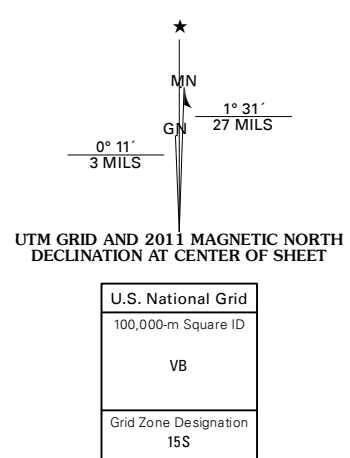 ★
MN
1° 31´
27 MILS
GN
0° 11´
3 MILS
UTM GRID AND 2011 MAGNETIC NORTH
DECLINATION AT CENTER OF SHEET
U.S. National Grid
100,000-m Square ID
VB
Grid Zone Designation
15S